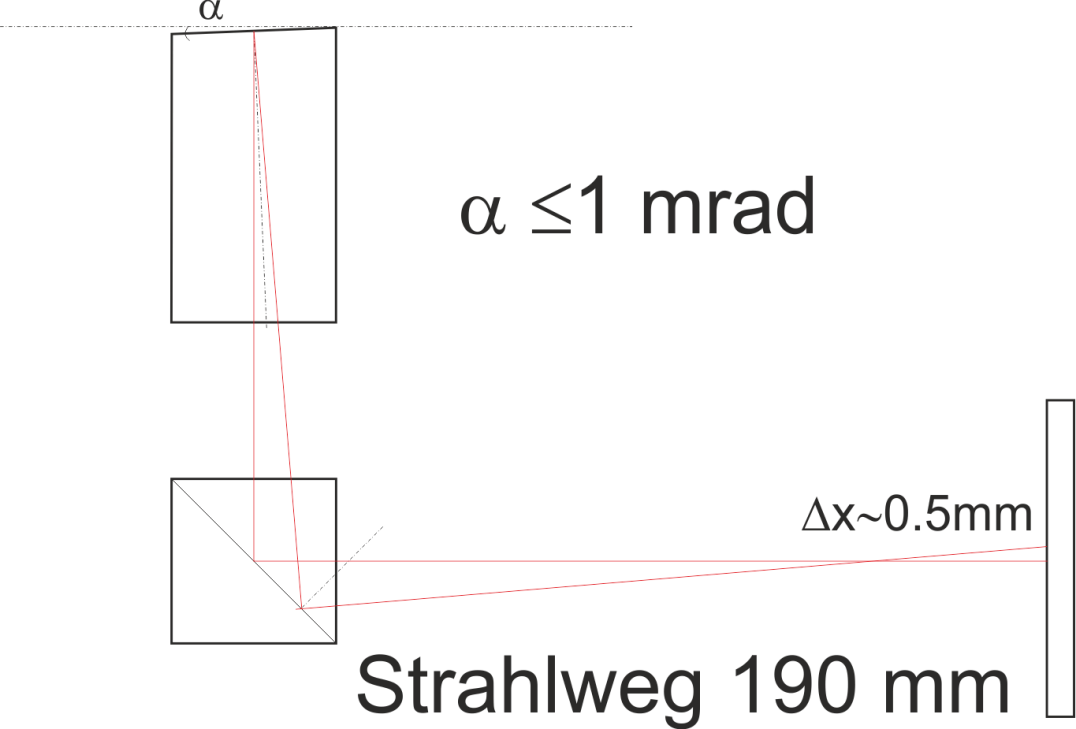 α
α ≤1 mrad
Δx~0.5mm
Strahlweg 190 mm